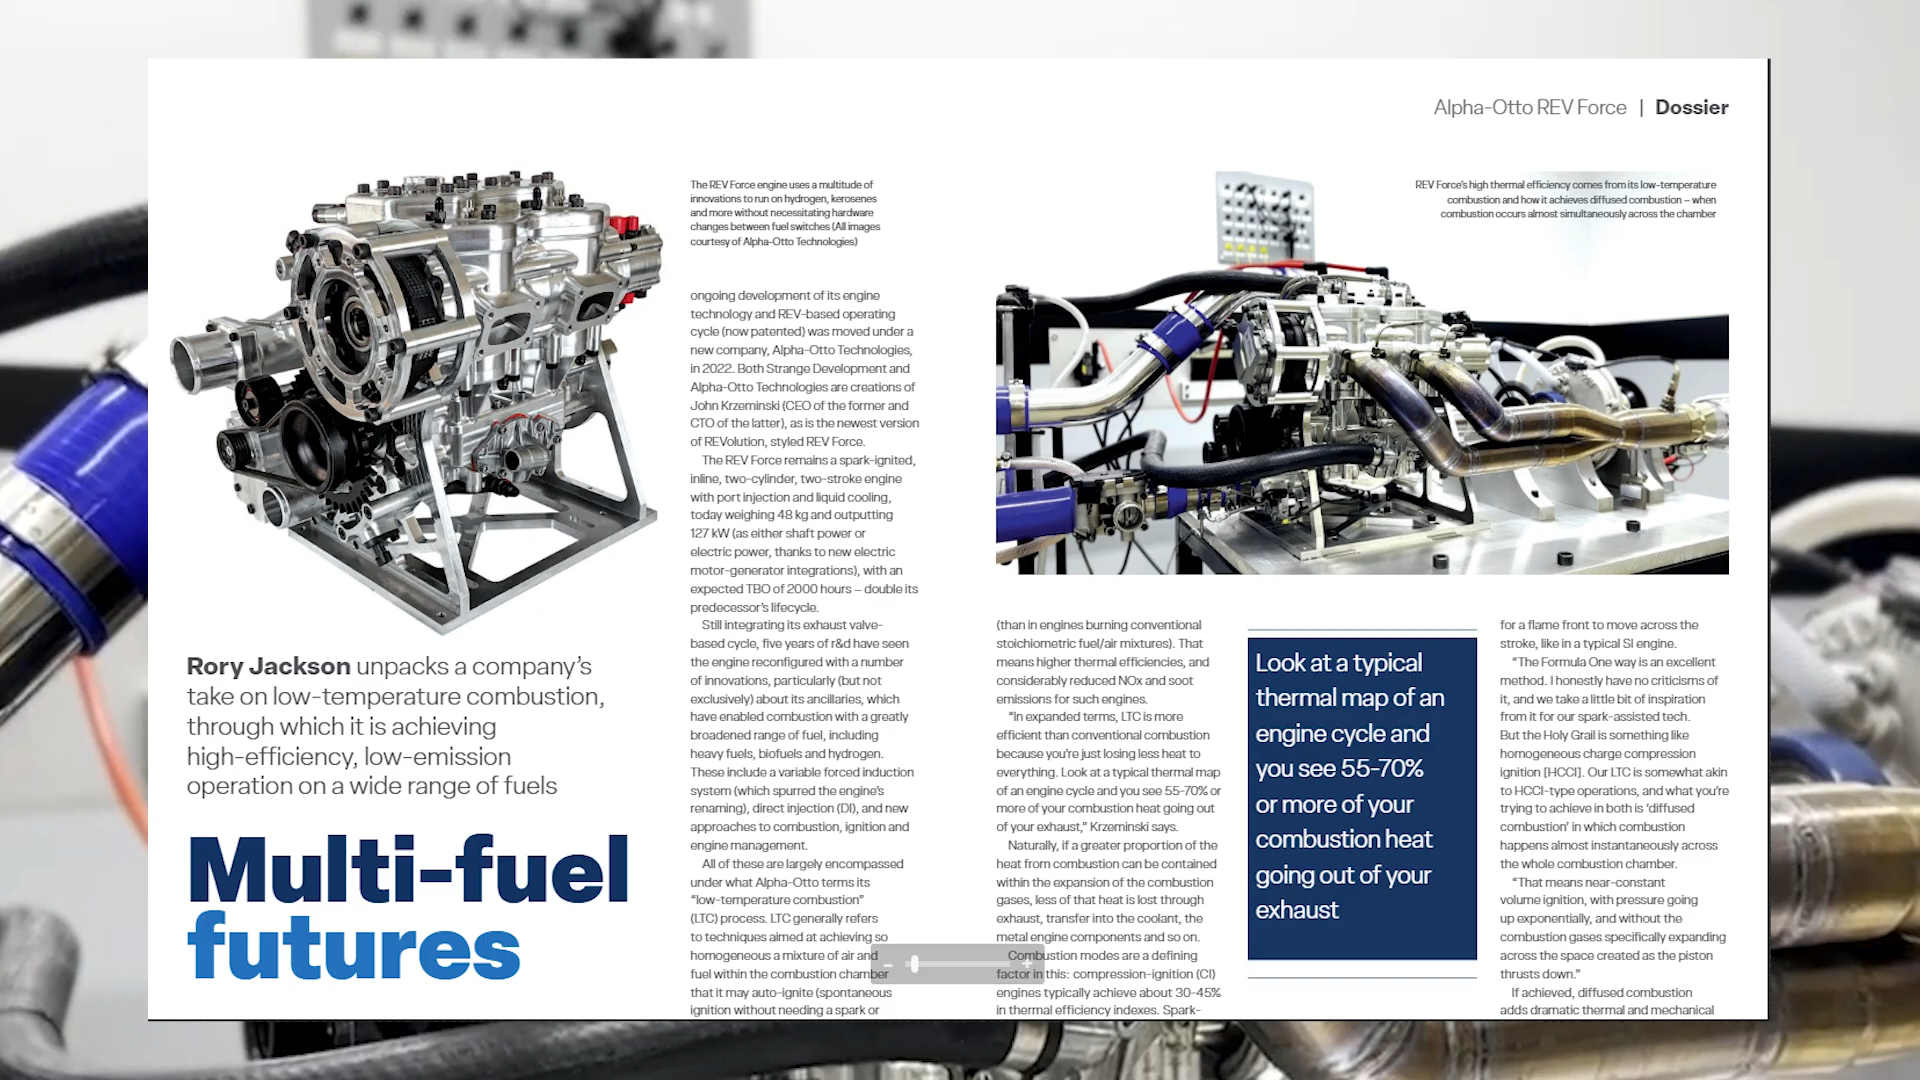 Alpha-Otto REV Force | Dossier
The REV Force engine uses a multitude of
innovations to run on hydrogen, kerosenes
and more without necessitating hardware
changes between fuel switches (All images
courtesy of Alpha-Otto Technologies)
REV Force's high thermal efficiency comes from its low-temperature
combustion and how it achieves diffused combustion – when
combustion occurs almost simultaneously across the chamber
Rory Jackson unpacks a company's
take on low-temperature combustion,
through which it is achieving
high-efficiency, low-emission
operation on a wide range of fuels
Multi-fuel
futures
ongoing development of its engine
technology and REV-based operating
cycle (now patented) was moved under a
new company, Alpha-Otto Technologies,
in 2022. Both Strange Development and
Alpha-Otto Technologies are creations of
John Krzeminski (CEO of the former and
CTO of the latter), as is the newest version
of REVolution, styled REV Force.
The REV Force remains a spark-ignited,
inline, two-cylinder, two-stroke engine
with port injection and liquid cooling,
today weighing 48 kg and outputting
127 kW (as either shaft power or
electric power, thanks to new electric
motor-generator integrations), with an
expected TBO of 2000 hours – double its
predecessor's lifecycle.
Still integrating its exhaust valve-
based cycle, five years of r&d have seen
the engine reconfigured with a number
of innovations, particularly (but not
exclusively) about its ancillaries, which
have enabled combustion with a greatly
broadened range of fuel, including
heavy fuels, biofuels and hydrogen.
These include a variable forced induction
system (which spurred the engine's
renaming), direct injection (DI), and new
approaches to combustion, ignition and
engine management.
All of these are largely encompassed
under what Alpha-Otto terms its
“low-temperature combustion”
(LTC) process. LTC generally refers
to techniques aimed at achieving so
homogeneous a mixture of air and
fuel within the combustion chamber
that it may auto-ignite (spontaneous
ignition without needing a spark or
(than in engines burning conventional
stoichiometric fuel/air mixtures). That
means higher thermal efficiencies, and
considerably reduced NOx and soot
emissions for such engines.
“In expanded terms, LTC is more
efficient than conventional combustion
because you're just losing less heat to
everything. Look at a typical thermal map
of an engine cycle and you see 55-70% or
more of your combustion heat going out
of your exhaust,” Krzeminski says.
Naturally, if a greater proportion of the
heat from combustion can be contained
within the expansion of the combustion
gases, less of that heat is lost through
exhaust, transfer into the coolant, the
metal engine components and so on.
Combustion modes are a defining
factor in this: compression-ignition (CI)
engines typically achieve about 30-45%
in thermal efficiency indexes. Spark-
Look at a typical
thermal map of an
engine cycle and
you see 55-70%
or more of your
combustion heat
going out of your
exhaust
for a flame front to move across the
stroke, like in a typical SI engine.
“The Formula One way is an excellent
method. I honestly have no criticisms of
it, and we take a little bit of inspiration
from it for our spark-assisted tech.
But the Holy Grail is something like
homogeneous charge compression
ignition [HCCI]. Our LTC is somewhat akin
to HCCI-type operations, and what you're
trying to achieve in both is ‘diffused
combustion’ in which combustion
happens almost instantaneously across
the whole combustion chamber.
“That means near-constant
volume ignition, with pressure going
up exponentially, and without the
combustion gases specifically expanding
across the space created as the piston
thrusts down.”
If achieved, diffused combustion
adds dramatic thermal and mechanical